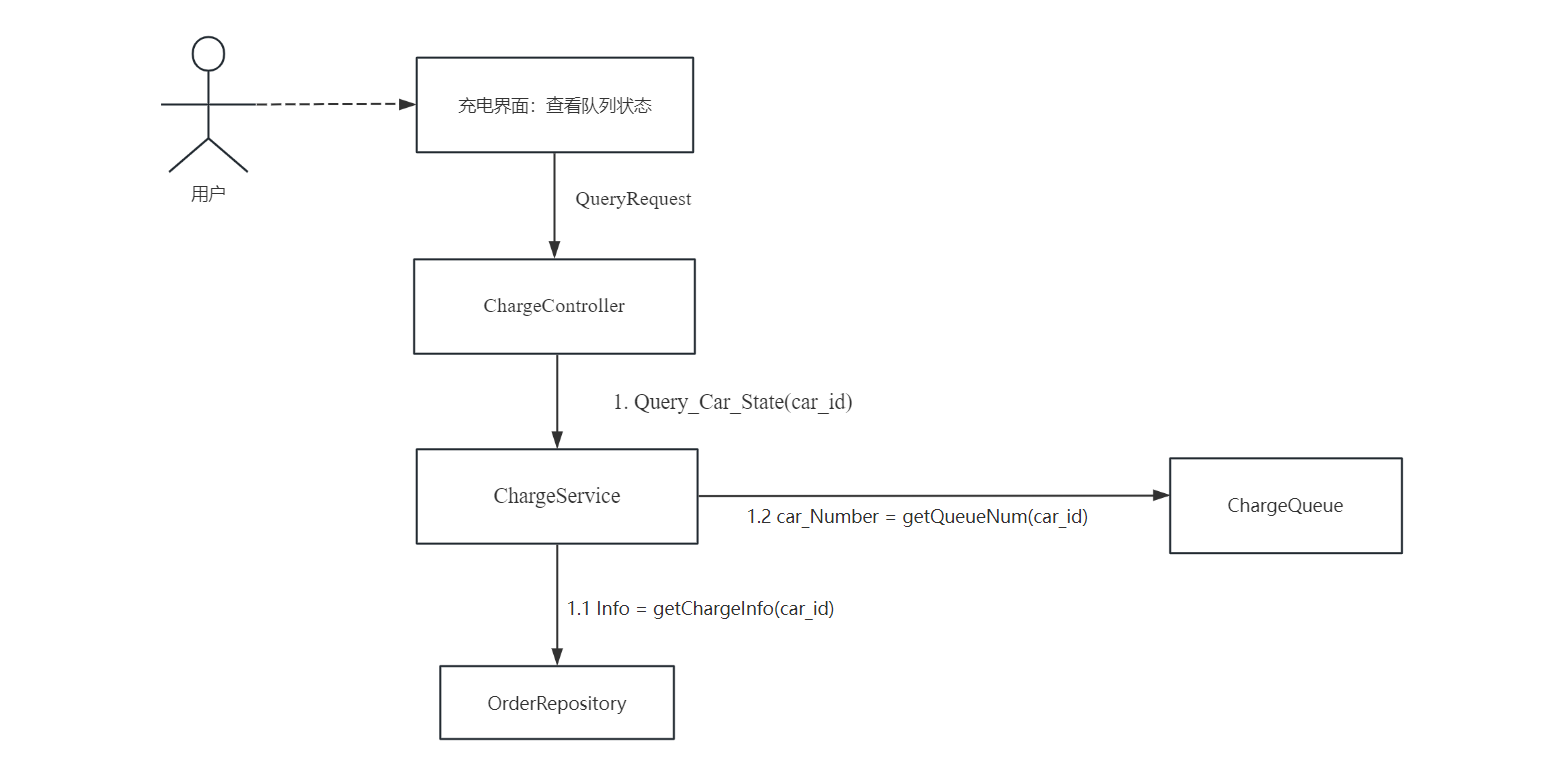 充电界面：查看队列状态
用户
QueryRequest
ChargeController
1. Query_Car_State(car_id)
ChargeService
ChargeQueue
1.2 car_Number = getQueueNum(car_id)
1.1 Info = getChargeInfo(car_id)
OrderRepository